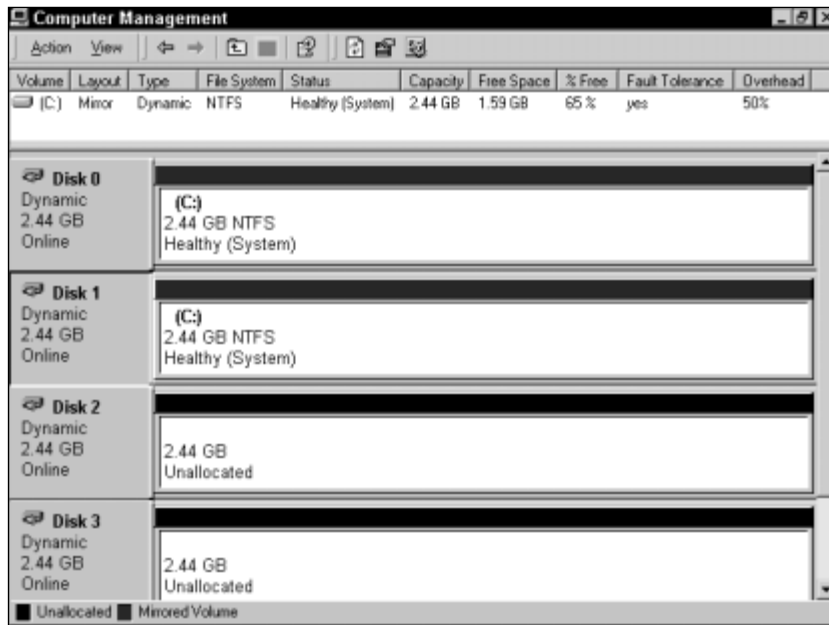 Computer Management
Action View
Volume Layout Type File System Status Capacity Free Space % Free Fault Tolerance Overhead
(C:) Mirror Dynamic NTFS Healthy (System) 2.44 GB 1.59 GB 65 % yes 50%
Disk 0
Dynamic
2.44 GB
Online
(C:)
2.44 GB NTFS
Healthy (System)
Disk 1
Dynamic
2.44 GB
Online
(C:)
2.44 GB NTFS
Healthy (System)
Disk 2
Dynamic
2.44 GB
Online
2.44 GB
Unallocated
Disk 3
Dynamic
2.44 GB
Online
2.44 GB
Unallocated
Unallocated Mirrored Volume